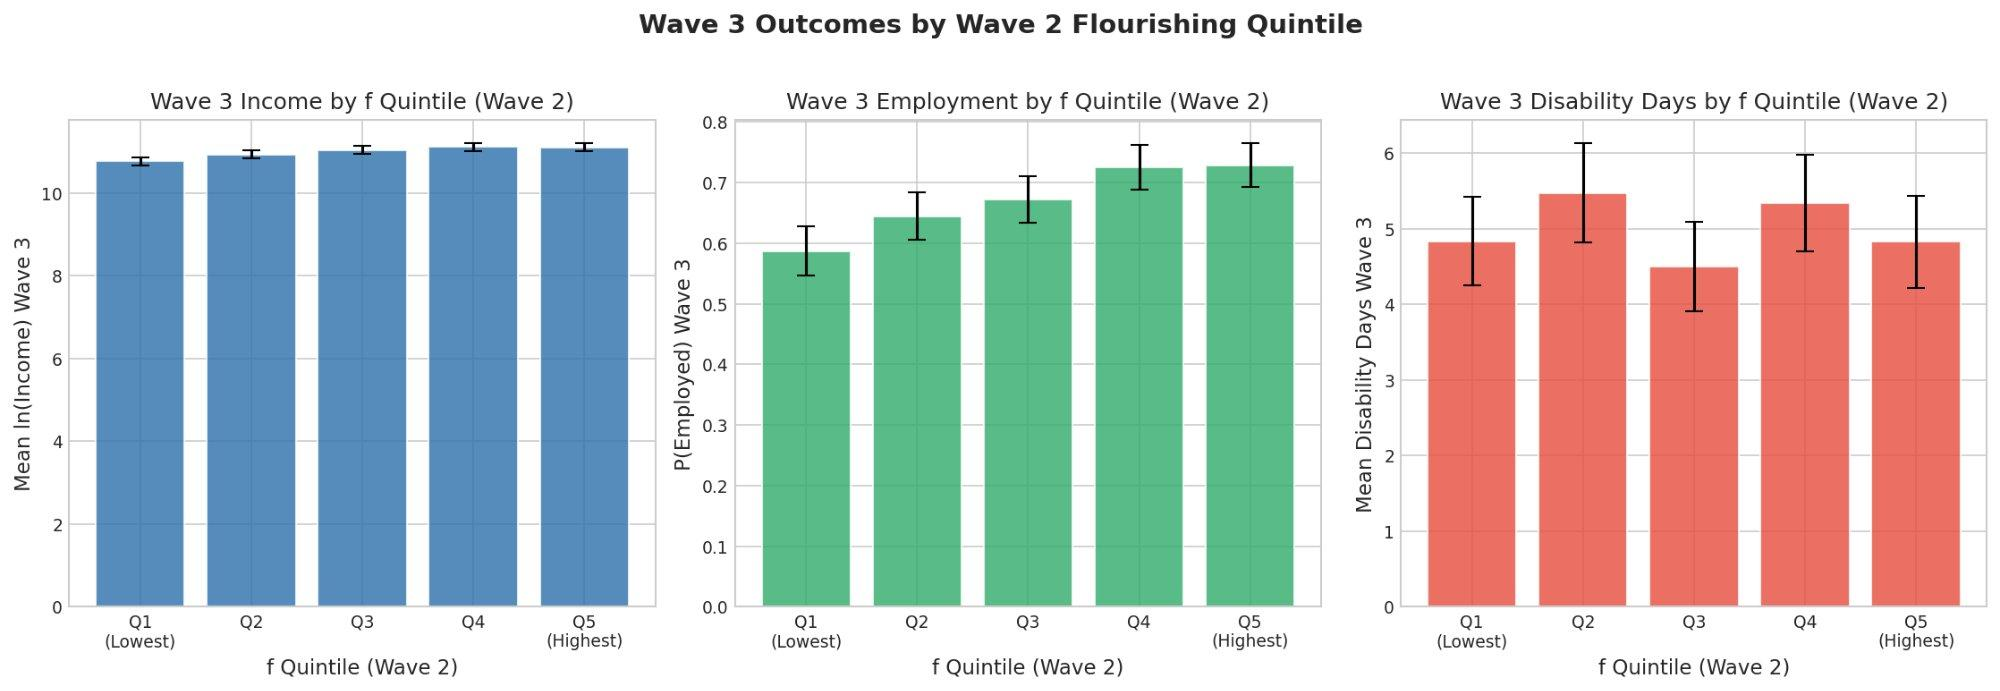 Wave 3 Outcomes by Wave 2 Flourishing Quintile
Wave 3 Income by f Quintile (Wave 2)
Mean ln(Income) Wave 3
10
8
6
4
2
0
Q1
(Lowest)
Q2
Q3
Q4
Q5
(Highest)
f Quintile (Wave 2)
Wave 3 Employment by f Quintile (Wave 2)
P(Employed) Wave 3
0.8
0.7
0.6
0.5
0.4
0.3
0.2
0.1
0.0
Q1
(Lowest)
Q2
Q3
Q4
Q5
(Highest)
f Quintile (Wave 2)
Wave 3 Disability Days by f Quintile (Wave 2)
Mean Disability Days Wave 3
6
5
4
3
2
1
0
Q1
(Lowest)
Q2
Q3
Q4
Q5
(Highest)
f Quintile (Wave 2)